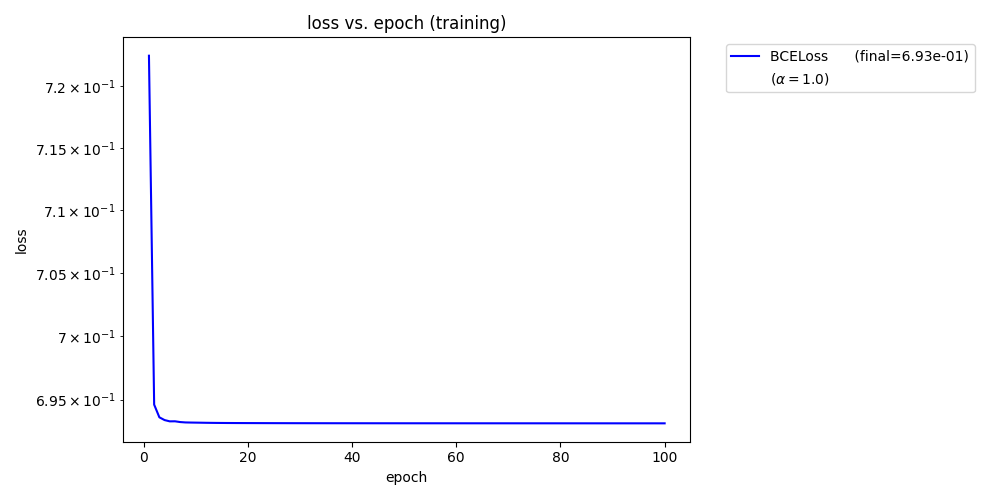 loss vs. epoch (training)
BCELoss (final=6.93e-01)
(α = 1.0)
7.2 × 10⁻¹
7.15 × 10⁻¹
7.1 × 10⁻¹
7.05 × 10⁻¹
7 × 10⁻¹
6.95 × 10⁻¹
loss
0 20 40 60 80 100
epoch